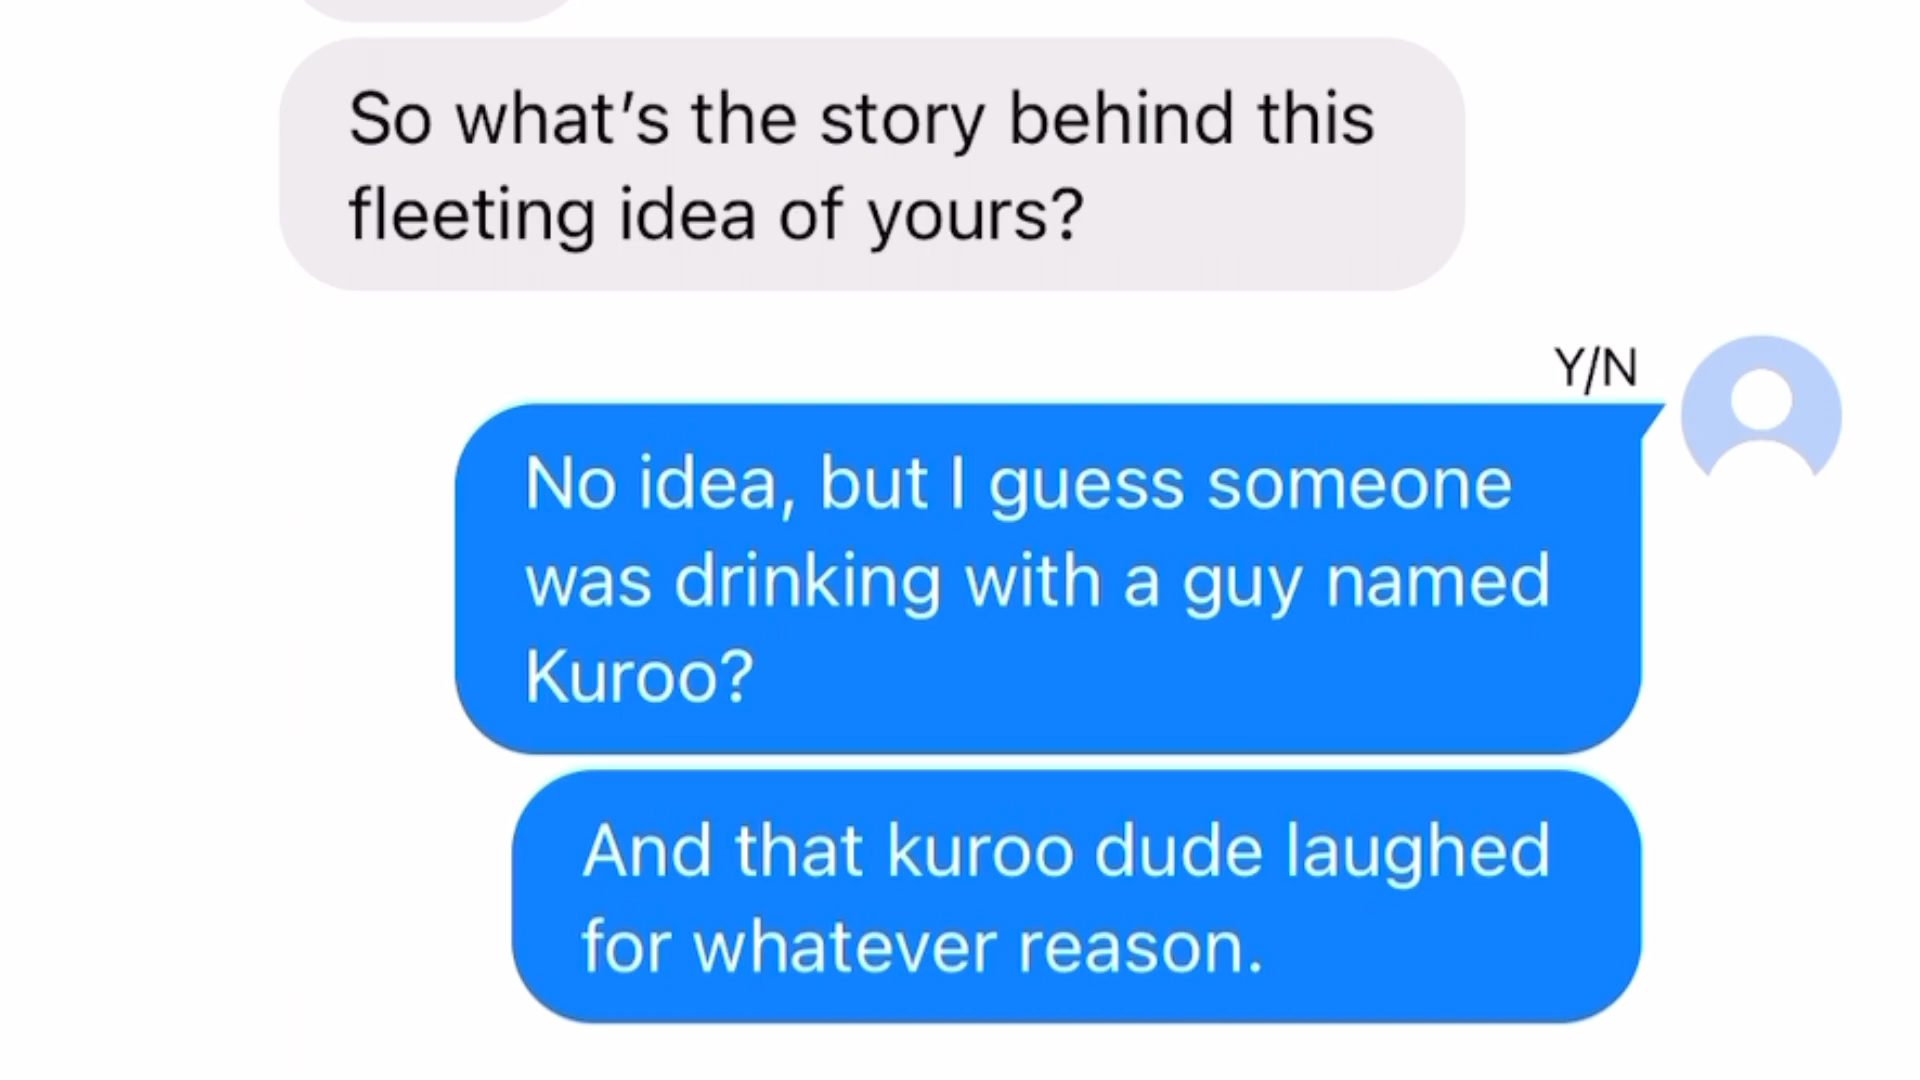 So what’s the story behind this
fleeting idea of yours?
Y/N
No idea, but I guess someone
was drinking with a guy named
Kuroo?
And that kuroo dude laughed
for whatever reason.